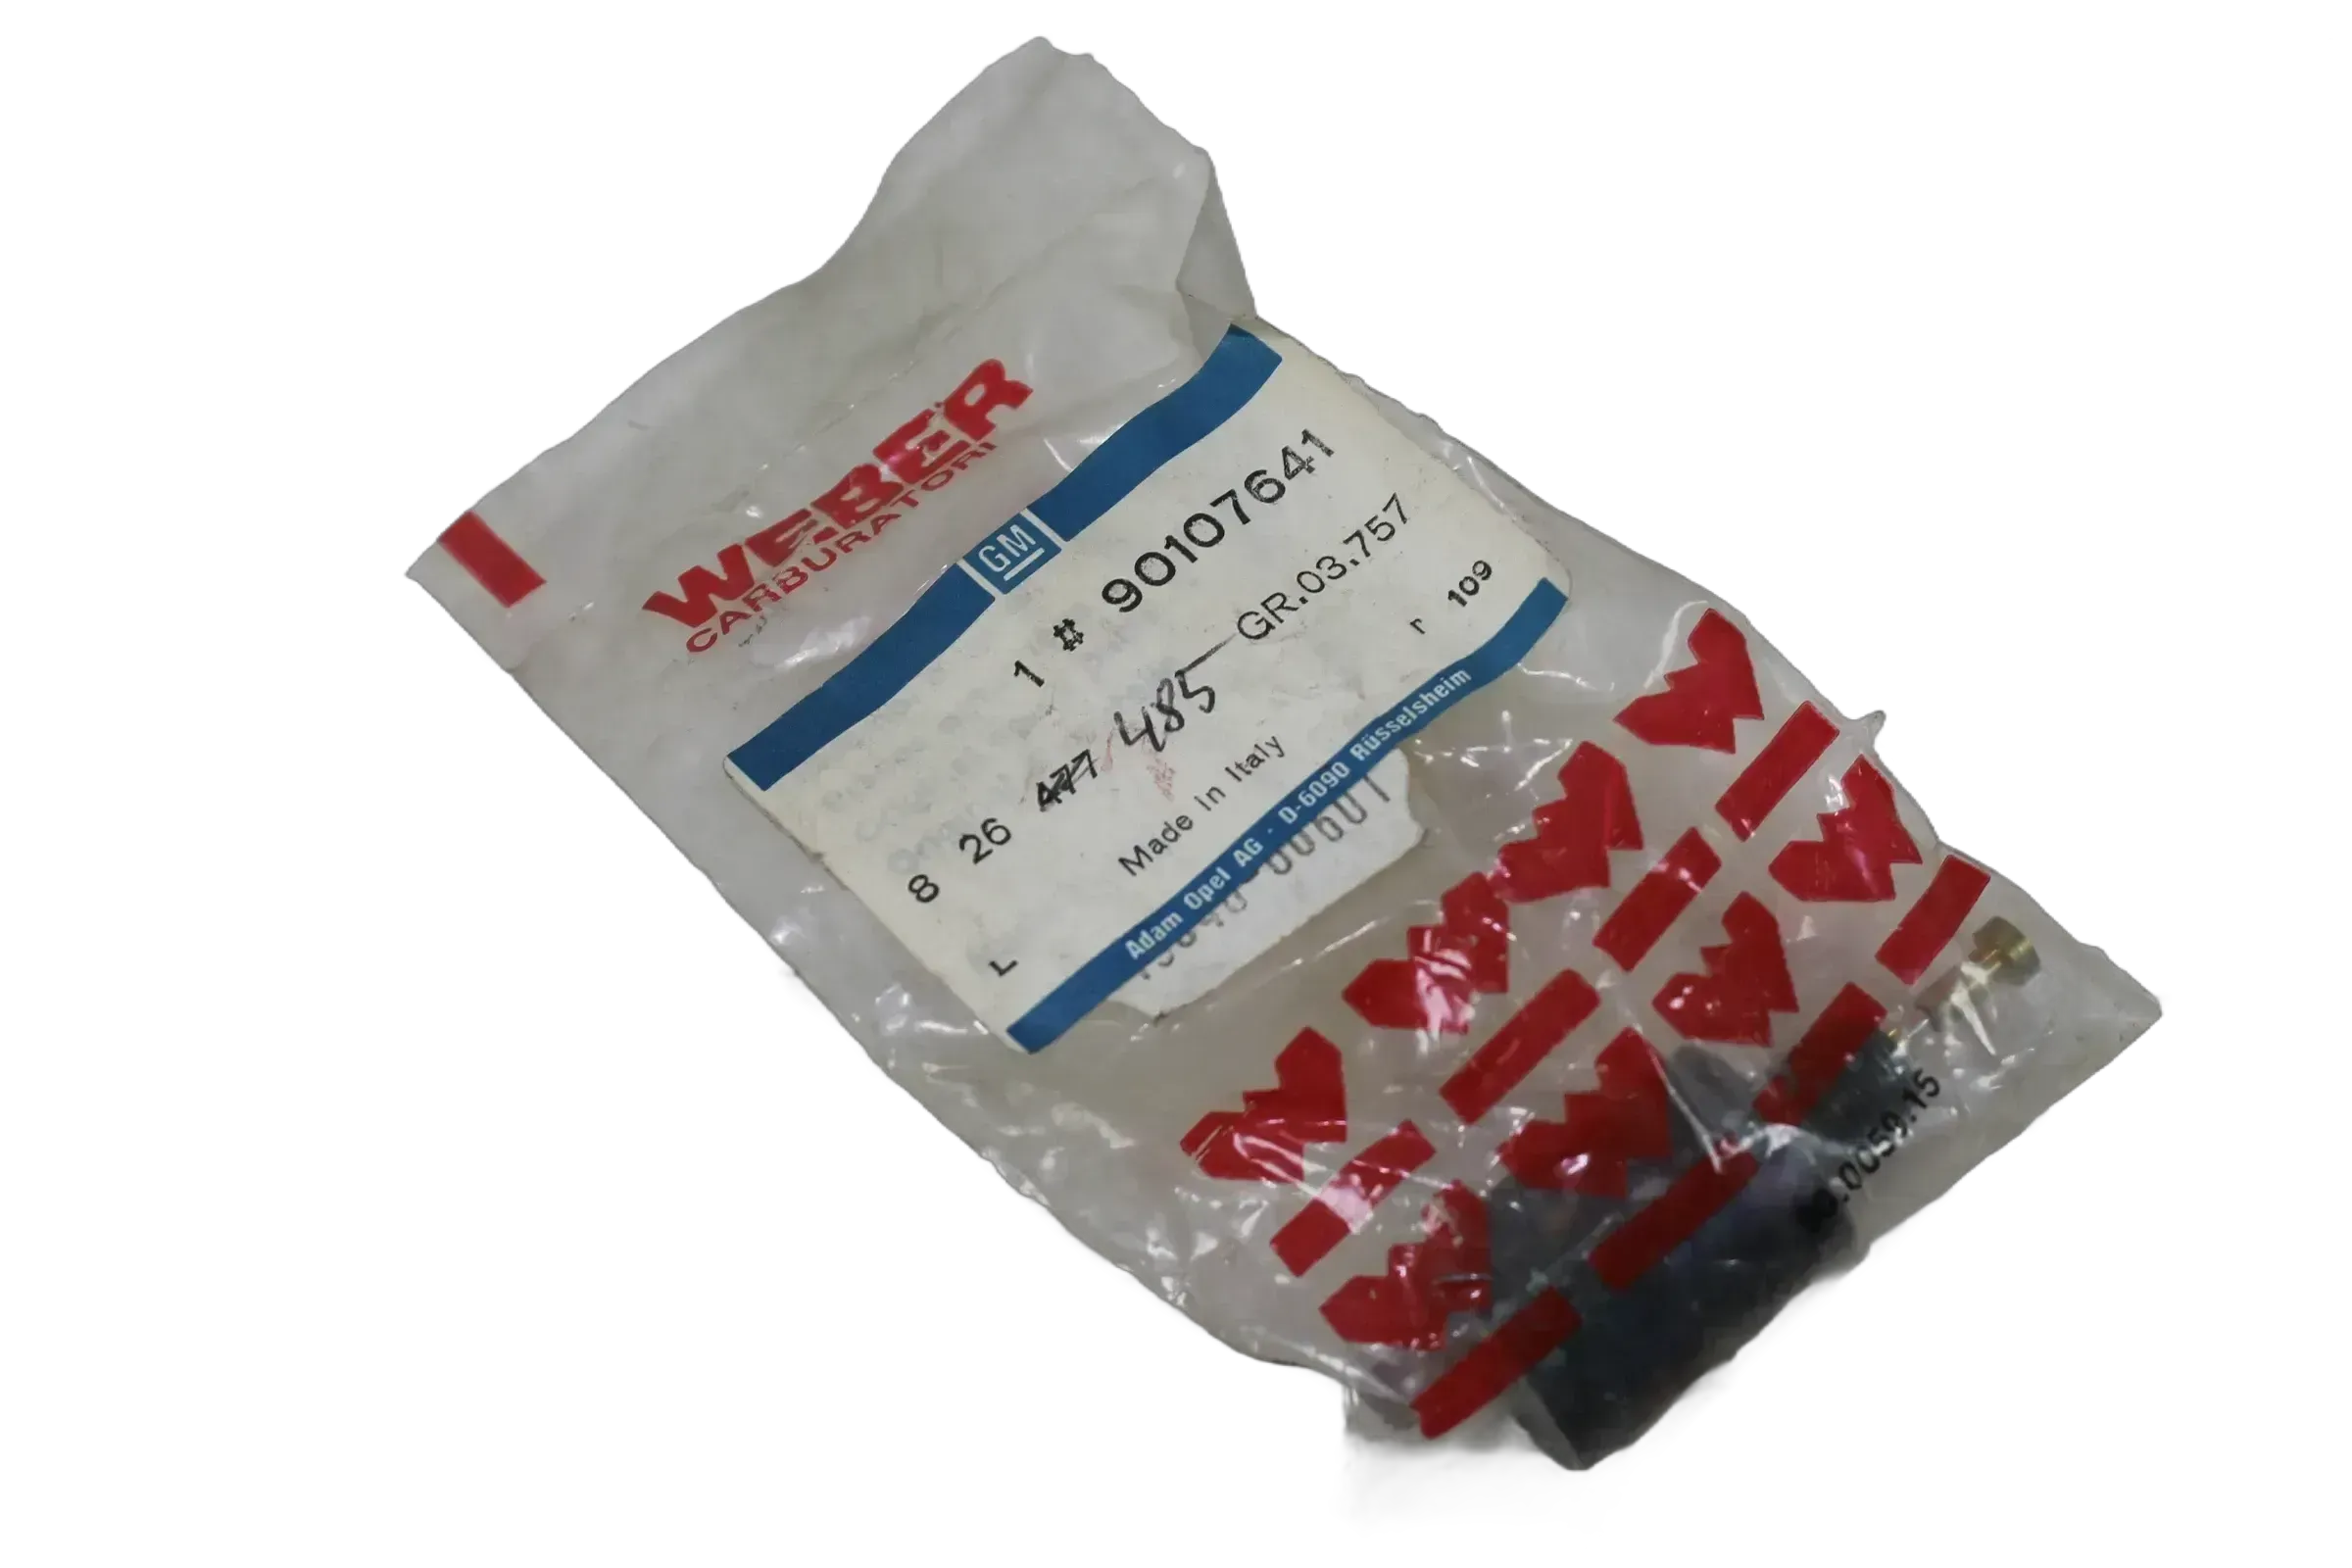 WEBER
CARBURATORI
GM
1 # 90107641
GR.03.757
8 26 477 485
r 109
Made in Italy
L
Adam Opel AG · D-6090 Rüsselsheim
.0059.15